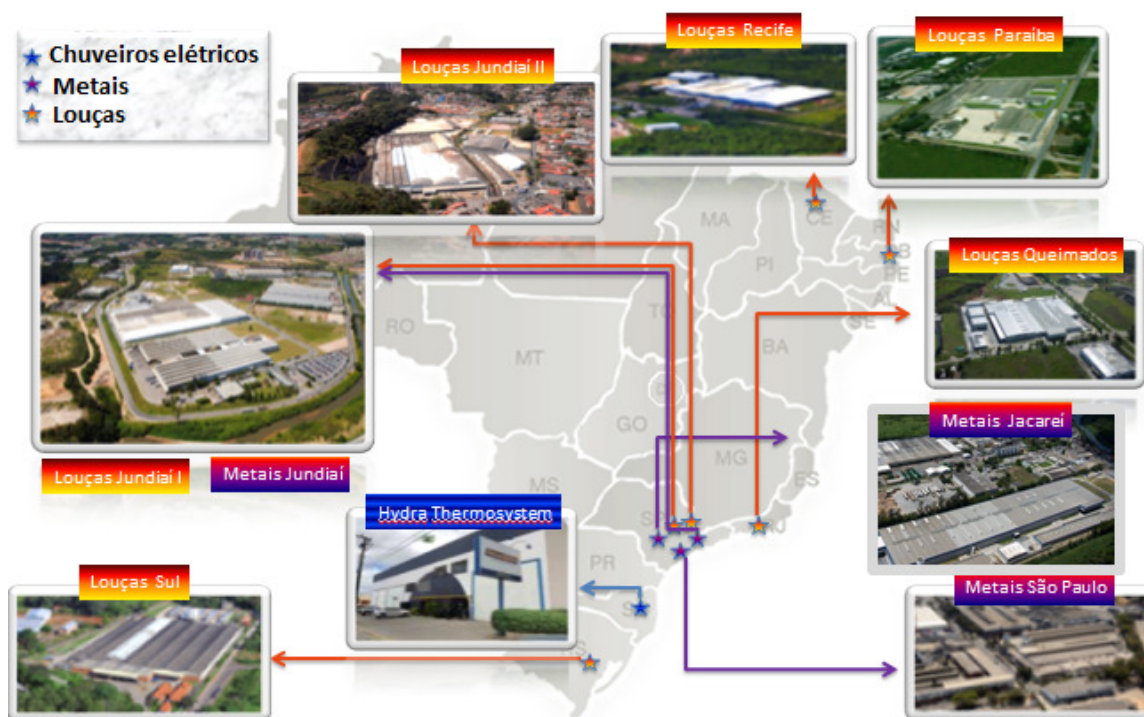 Chuveiros elétricos
Metais
Louças
Louças Jundiaí II
Louças Recife
Louças Paraíba
Louças Queimados
Metais Jacareí
Metais São Paulo
Louças Jundiaí I
Metais Jundiaí
Hydra Thermosystem
Louças Sul
MA
CE
RN
PI
PE
AL
SE
TO
BA
RO
MT
GO
MG
ES
MS
SP
RJ
PR
RS